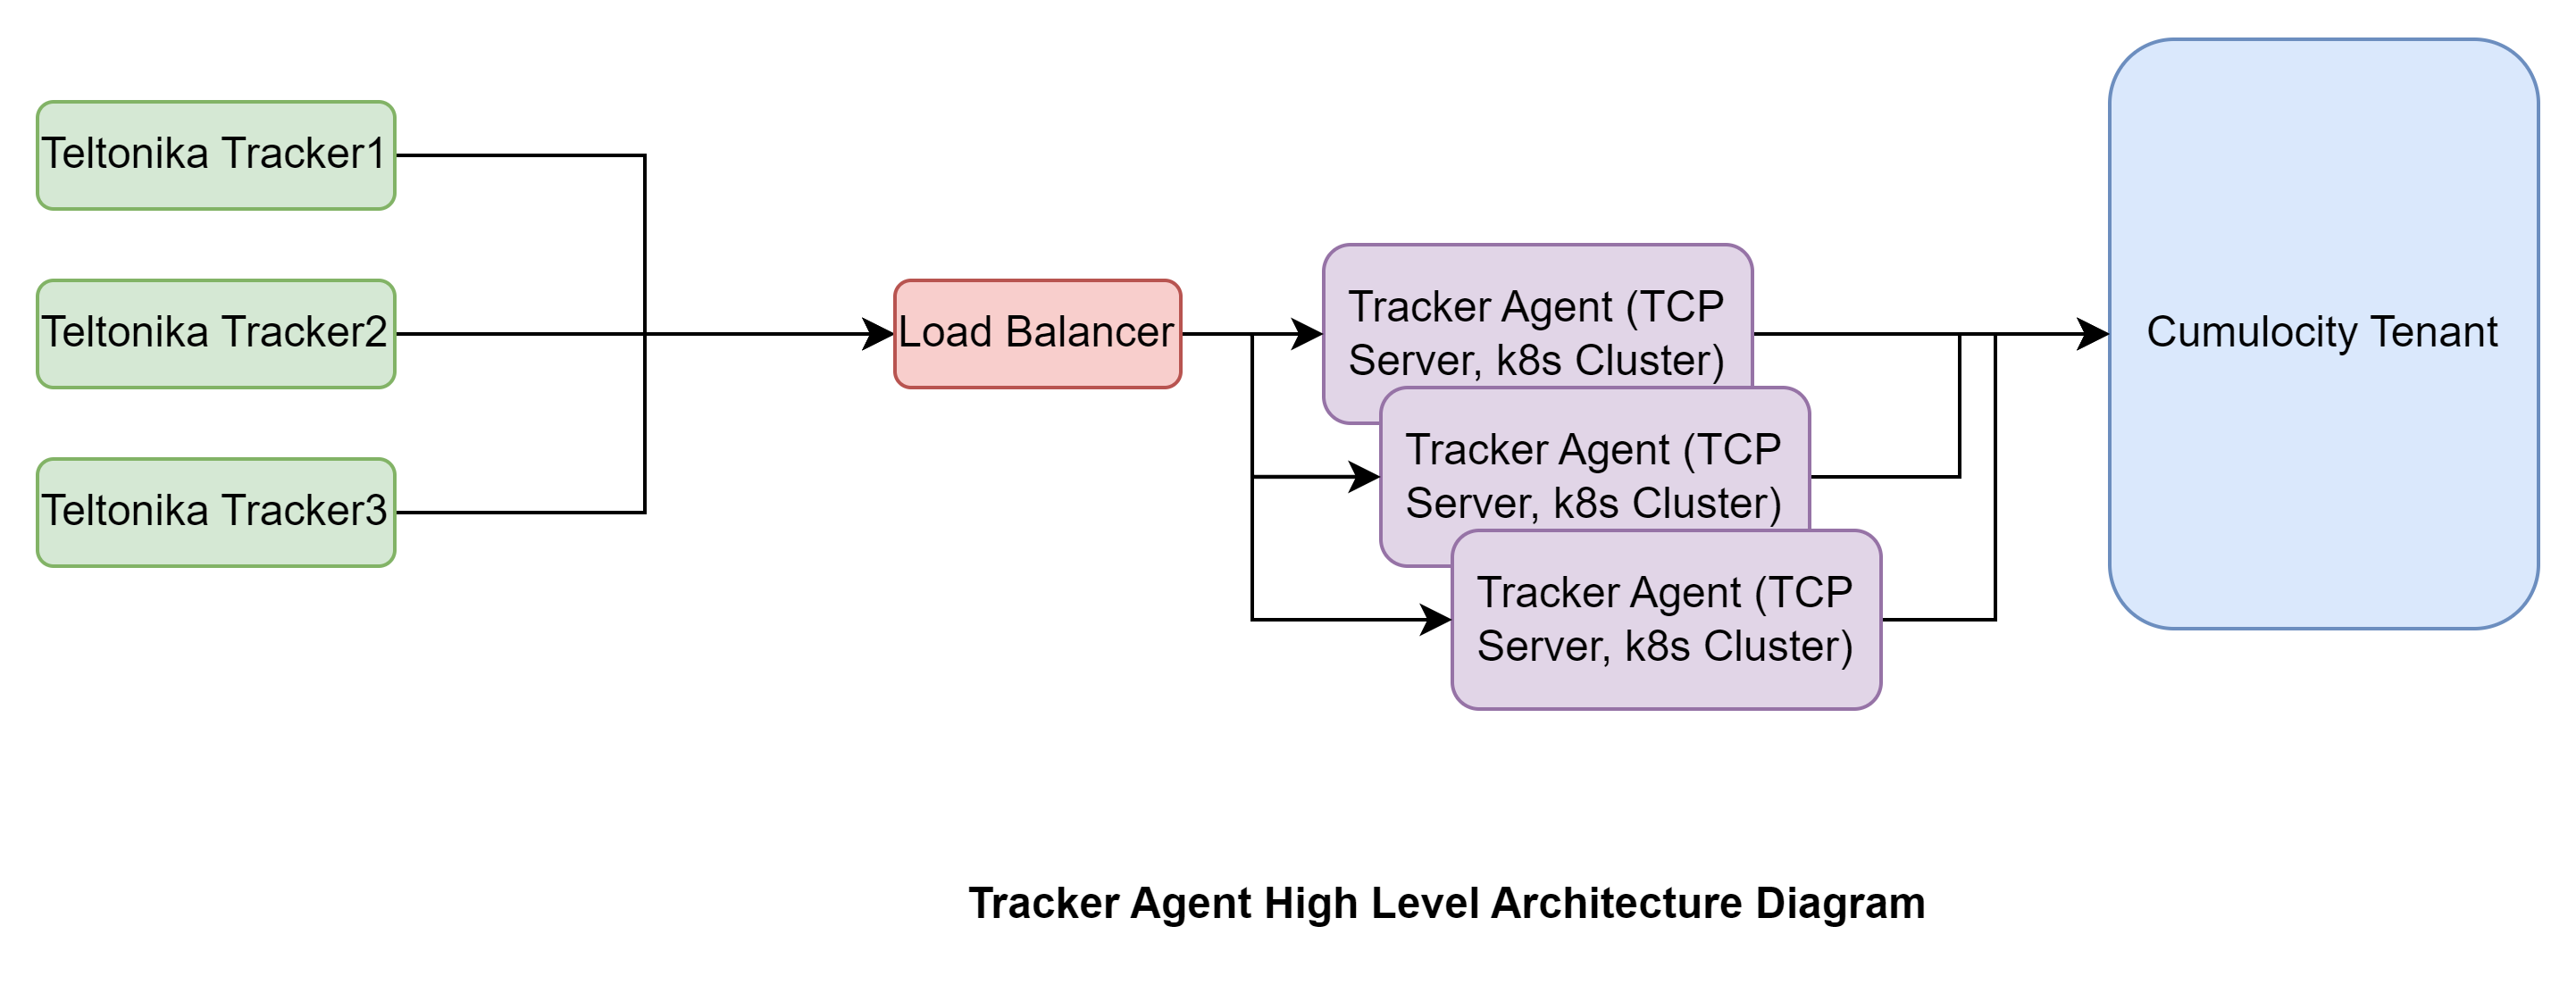 Teltonika Tracker1
Teltonika Tracker2
Teltonika Tracker3
Load Balancer
Tracker Agent (TCP
Server, k8s Cluster)
Tracker Agent (TCP
Server, k8s Cluster)
Tracker Agent (TCP
Server, k8s Cluster)
Cumulocity Tenant
Tracker Agent High Level Architecture Diagram